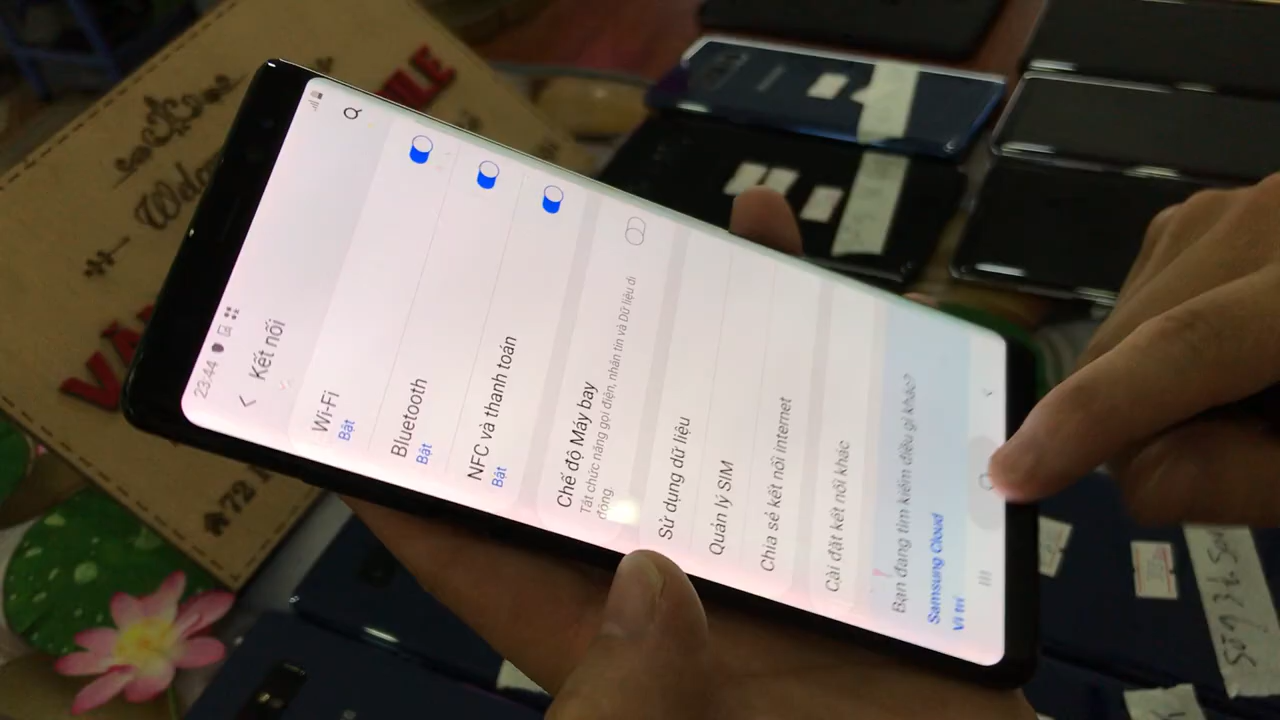 23:44
Kết nối
Wi-Fi
Bật
Bluetooth
Bật
NFC và thanh toán
Bật
Chế độ Máy bay
Tắt chức năng gọi điện, nhắn tin và Dữ liệu di
động.
Sử dụng dữ liệu
Quản lý SIM
Chia sẻ kết nối internet
Cài đặt kết nối khác
Bạn đang tìm kiếm điều gì khác?
Samsung Cloud
Vị trí
72